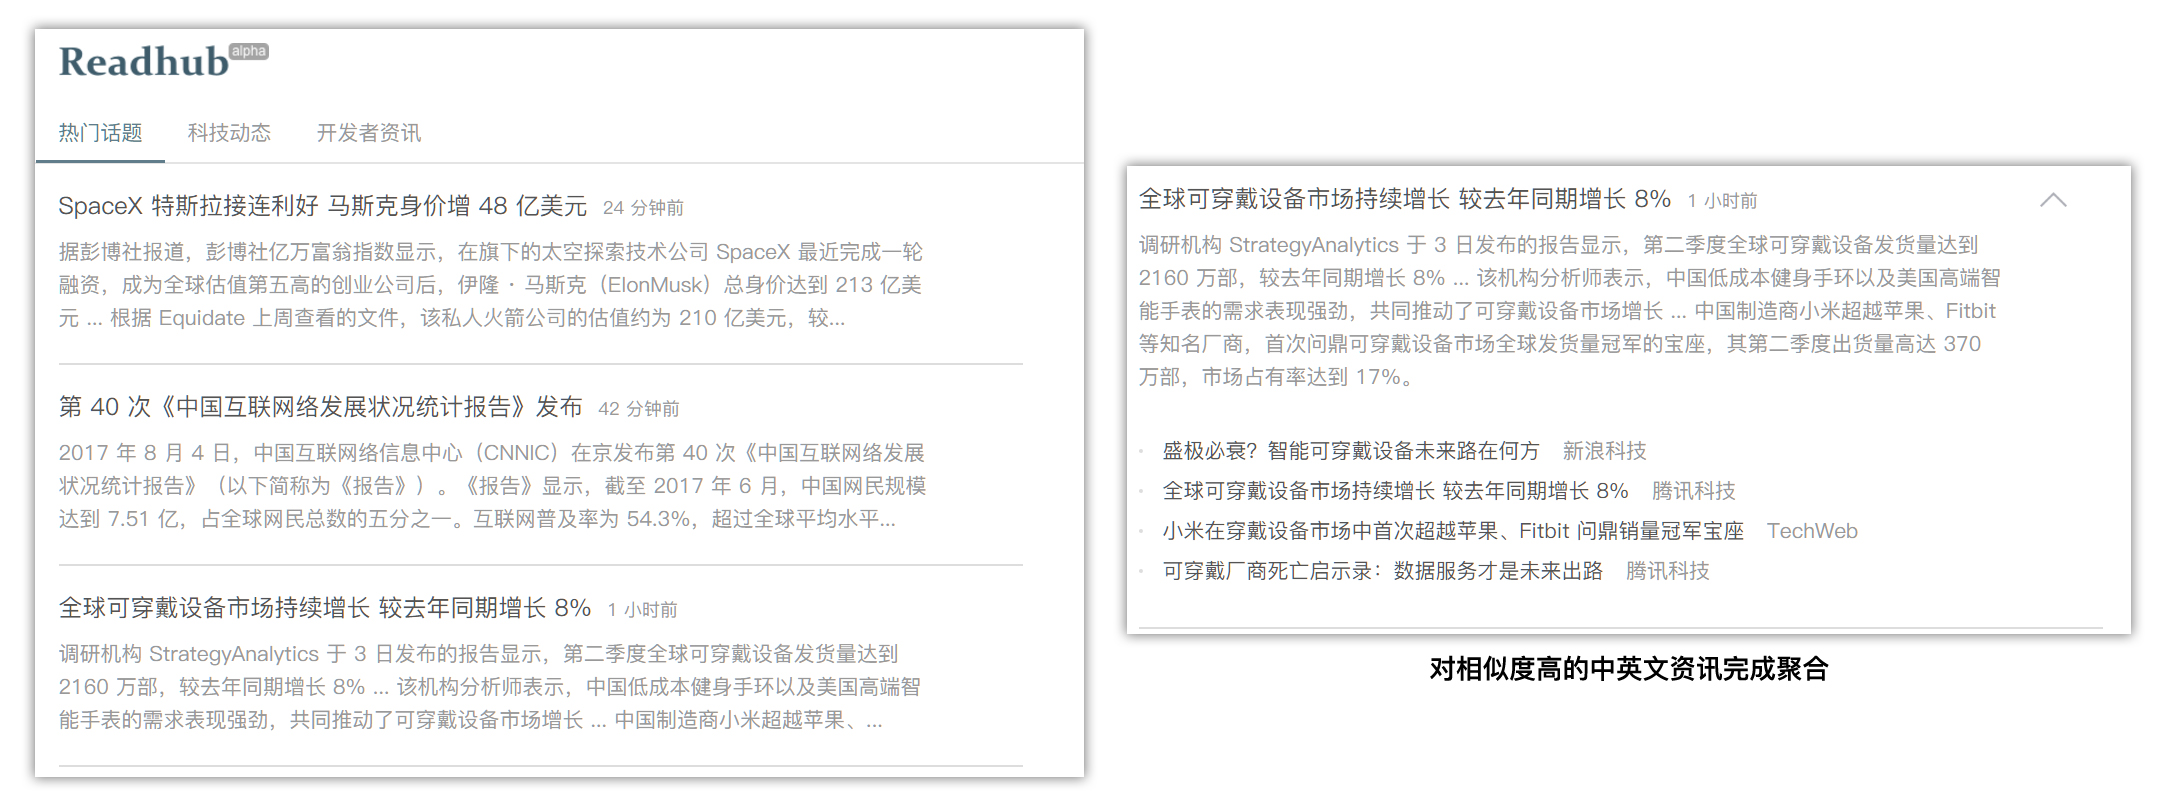 Readhub alpha
热门话题 科技动态 开发者资讯
SpaceX 特斯拉接连利好 马斯克身价增 48 亿美元 24 分钟前
据彭博社报道，彭博社亿万富翁指数显示，在旗下的太空探索技术公司 SpaceX 最近完成一轮
融资，成为全球估值第五高的创业公司后，伊隆 · 马斯克（ElonMusk）总身价达到 213 亿美
元 ... 根据 Equidate 上周查看的文件，该私人火箭公司的估值约为 210 亿美元，较...
第 40 次《中国互联网络发展状况统计报告》发布 42 分钟前
2017 年 8 月 4 日，中国互联网络信息中心（CNNIC）在京发布第 40 次《中国互联网络发展
状况统计报告》（以下简称为《报告》）。《报告》显示，截至 2017 年 6 月，中国网民规模
达到 7.51 亿，占全球网民总数的五分之一。互联网普及率为 54.3%，超过全球平均水平...
全球可穿戴设备市场持续增长 较去年同期增长 8% 1 小时前
调研机构 StrategyAnalytics 于 3 日发布的报告显示，第二季度全球可穿戴设备发货量达到
2160 万部，较去年同期增长 8% ... 该机构分析师表示，中国低成本健身手环以及美国高端智
能手表的需求表现强劲，共同推动了可穿戴设备市场增长 ... 中国制造商小米超越苹果、...
全球可穿戴设备市场持续增长 较去年同期增长 8% 1 小时前
调研机构 StrategyAnalytics 于 3 日发布的报告显示，第二季度全球可穿戴设备发货量达到
2160 万部，较去年同期增长 8% ... 该机构分析师表示，中国低成本健身手环以及美国高端智
能手表的需求表现强劲，共同推动了可穿戴设备市场增长 ... 中国制造商小米超越苹果、Fitbit
等知名厂商，首次问鼎可穿戴设备市场全球发货量冠军的宝座，其第二季度出货量高达 370
万部，市场占有率达到 17%。
· 盛极必衰？智能可穿戴设备未来路在何方 新浪科技
· 全球可穿戴设备市场持续增长 较去年同期增长 8% 腾讯科技
· 小米在穿戴设备市场中首次超越苹果、Fitbit 问鼎销量冠军宝座 TechWeb
· 可穿戴厂商死亡启示录：数据服务才是未来出路 腾讯科技
对相似度高的中英文资讯完成聚合